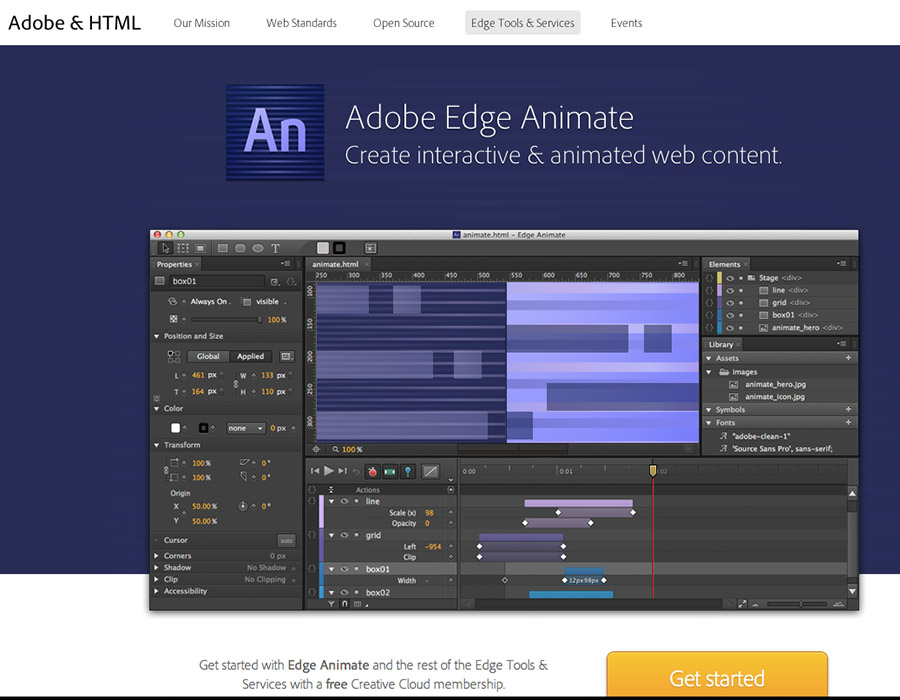 Adobe & HTML Our Mission Web Standards Open Source Edge Tools & Services Events
An
Adobe Edge Animate
Create interactive & animated web content.
An animate.html – Edge Animate
T
Properties ×
box01
Always On visible
100 %
Position and Size
Global Applied
L 461 px W 133 px
T 164 px H 110 px
Color
none 0 px
Transform
100% 0°
100% 0°
Origin
X 50.00% 0°
Y 50.00%
Cursor auto
Corners 0 px
Shadow No Shadow
Clip No Clipping
Accessibility
animate.html ×
250 300 350 400 450 500 550 600 650 700 750 800
100
150
200
250
300
100 %
0:00 0:01 :02
Actions
line
Scale (x) 98
Opacity 0
grid
Left -954
Clip
box01
Width – 12px 98px
box02
Elements ×
Stage <div>
line <div>
grid <div>
box01 <div>
animate_hero <div>
Library ×
Assets +
Images
animate_hero.jpg
animate_icon.jpg
Symbols +
Fonts +
"adobe-clean-1"
'Source Sans Pro', sans-serif;
Get started with Edge Animate and the rest of the Edge Tools &
Services with a free Creative Cloud membership.
Get started